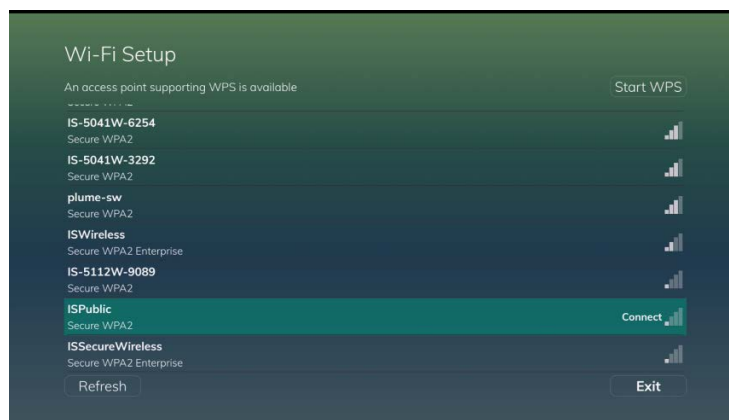 Wi-Fi Setup
An access point supporting WPS is available
Start WPS
IS-5041W-6254
Secure WPA2
IS-5041W-3292
Secure WPA2
plume-sw
Secure WPA2
ISWireless
Secure WPA2 Enterprise
IS-5112W-9089
Secure WPA2
ISPublic
Connect
Secure WPA2
ISSecureWireless
Secure WPA2 Enterprise
Refresh
Exit